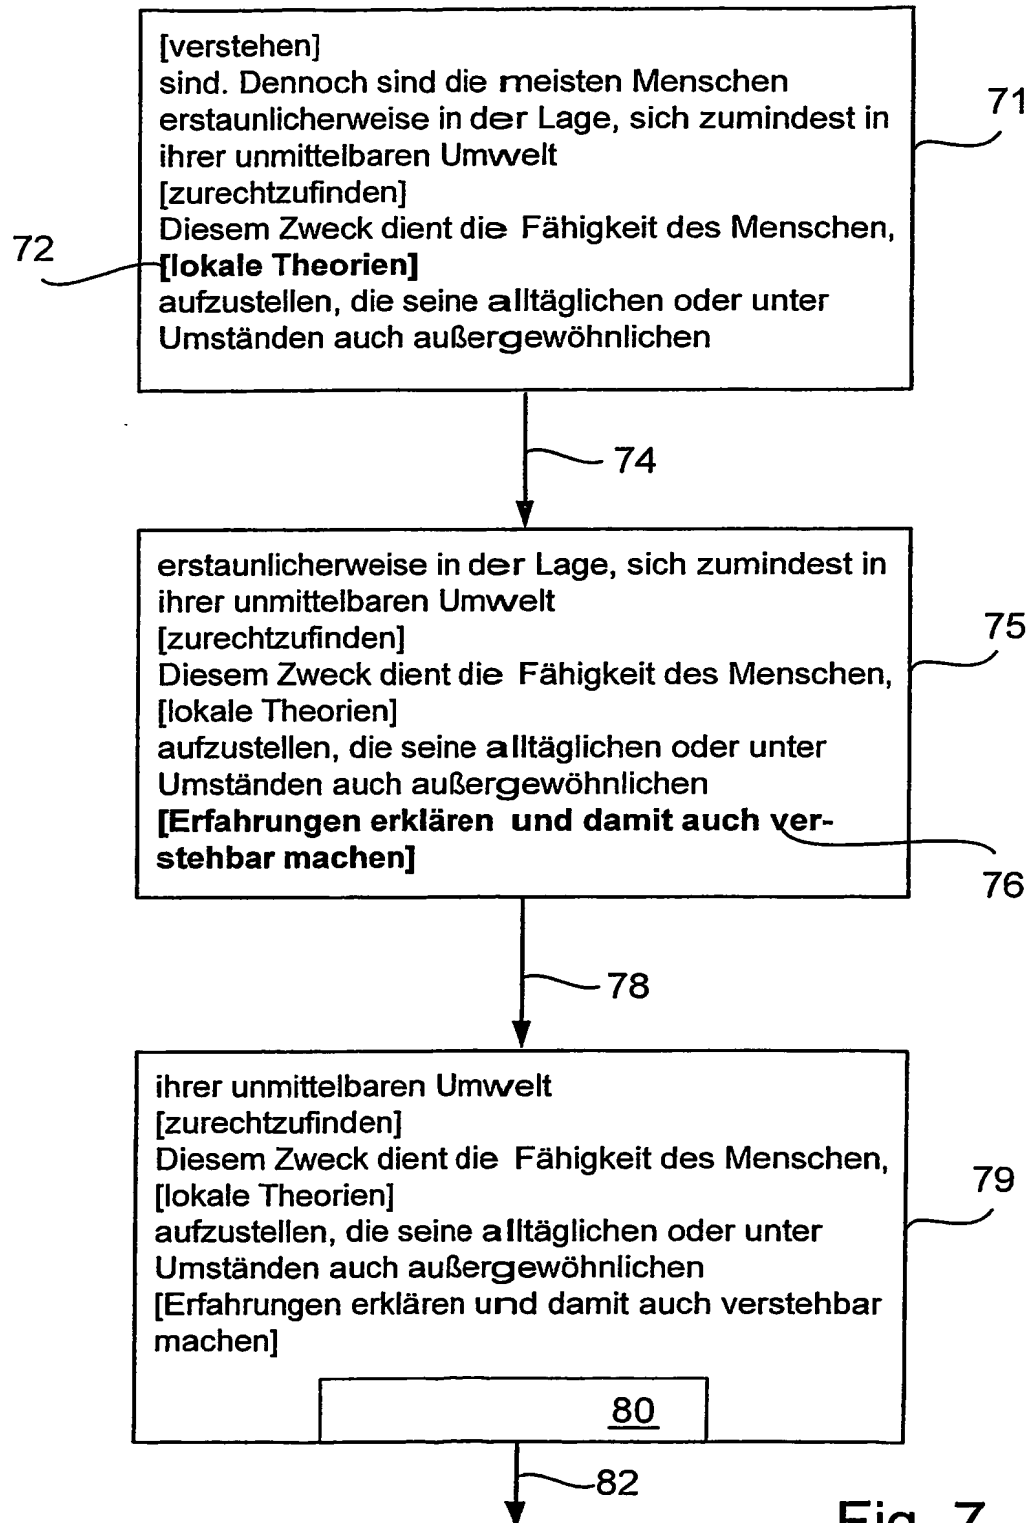 [verstehen]
sind. Dennoch sind die meisten Menschen
erstaunlicherweise in der Lage, sich zumindest in
ihrer unmittelbaren Umwelt
[zurechtzufinden]
Diesem Zweck dient die Fähigkeit des Menschen,
[lokale Theorien]
aufzustellen, die seine alltäglichen oder unter
Umständen auch außergewöhnlichen
71
72
74
erstaunlicherweise in der Lage, sich zumindest in
ihrer unmittelbaren Umwelt
[zurechtzufinden]
Diesem Zweck dient die Fähigkeit des Menschen,
[lokale Theorien]
aufzustellen, die seine alltäglichen oder unter
Umständen auch außergewöhnlichen
[Erfahrungen erklären und damit auch ver-
stehbar machen]
75
76
78
ihrer unmittelbaren Umwelt
[zurechtzufinden]
Diesem Zweck dient die Fähigkeit des Menschen,
[lokale Theorien]
aufzustellen, die seine alltäglichen oder unter
Umständen auch außergewöhnlichen
[Erfahrungen erklären und damit auch verstehbar
machen]
79
80
82
Fig. 7